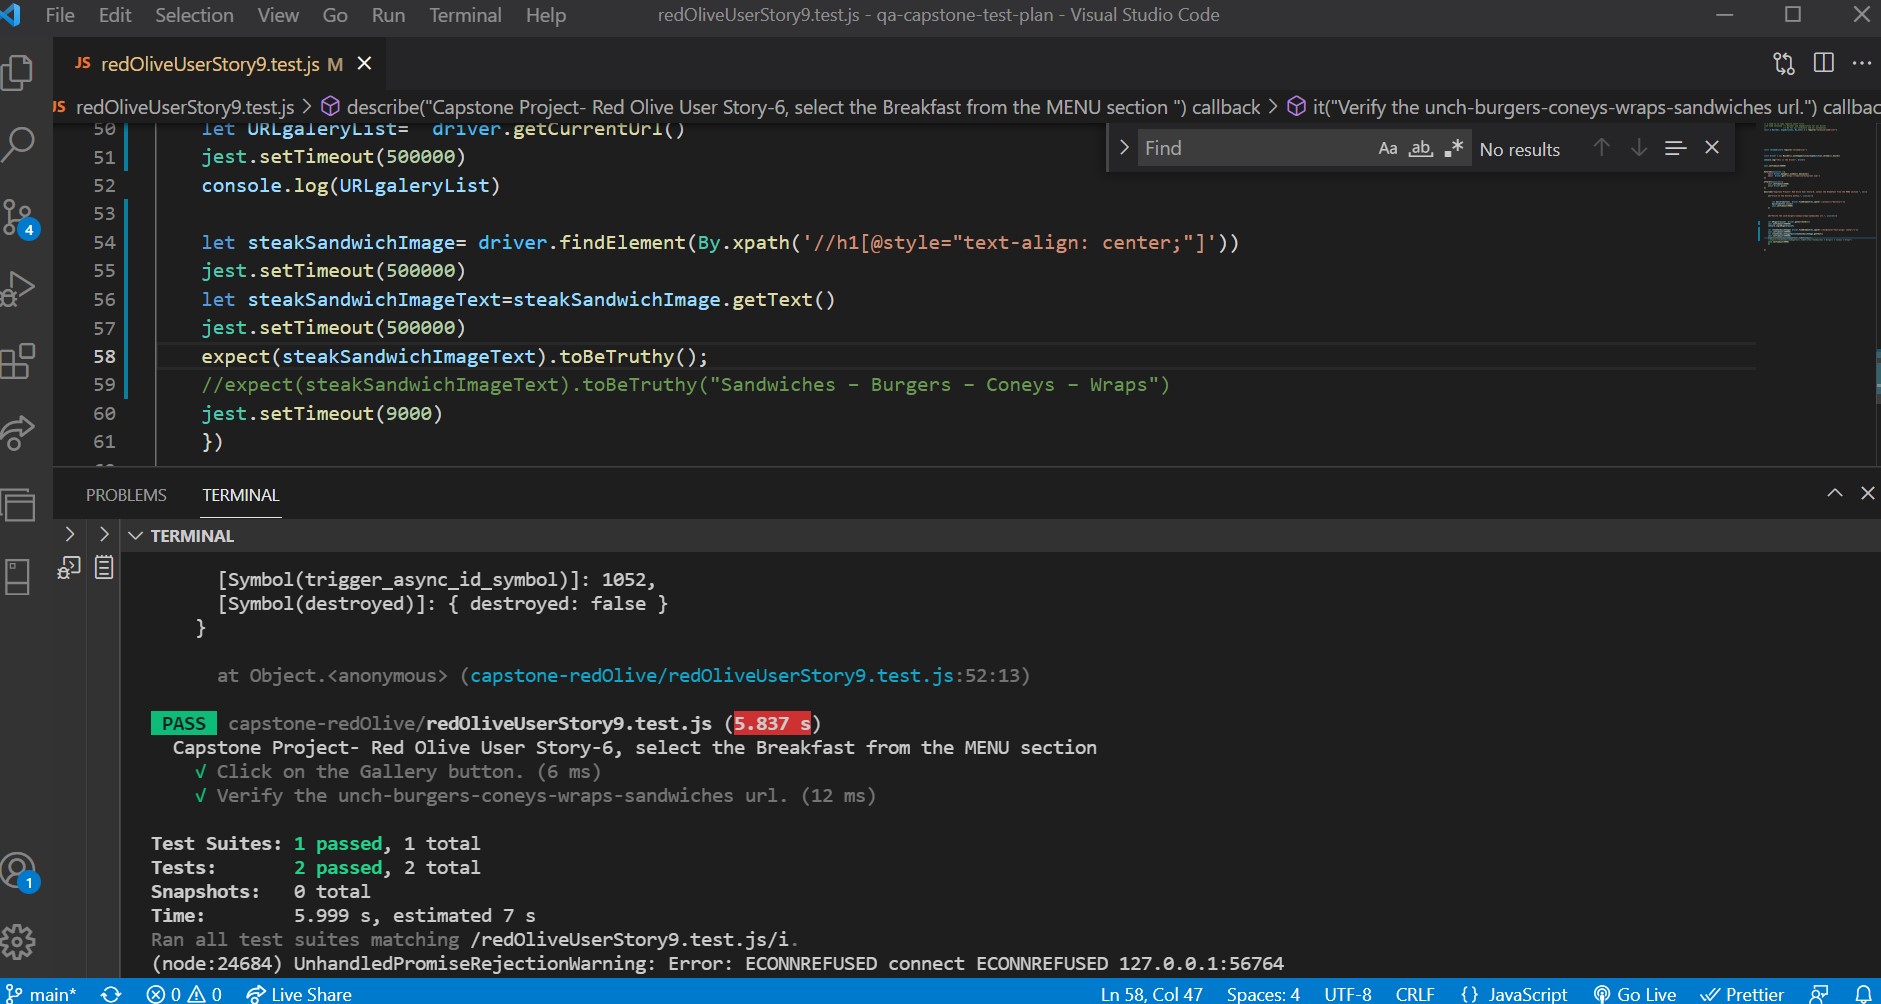 File Edit Selection View Go Run Terminal Help redOliveUserStory9.test.js - qa-capstone-test-plan - Visual Studio Code
JS redOliveUserStory9.test.js M
JS redOliveUserStory9.test.js > describe("Capstone Project- Red Olive User Story-6, select the Breakfast from the MENU section ") callback > it("Verify the unch-burgers-coneys-wraps-sandwiches url.") callbac
Find Aa ab .* No results
50 let URLgaleryList= driver.getCurrentUrl()
51 jest.setTimeout(500000)
52 console.log(URLgaleryList)
53
54 let steakSandwichImage= driver.findElement(By.xpath('//h1[@style="text-align: center;"]'))
55 jest.setTimeout(500000)
56 let steakSandwichImageText=steakSandwichImage.getText()
57 jest.setTimeout(500000)
58 expect(steakSandwichImageText).toBeTruthy();
59 //expect(steakSandwichImageText).toBeTruthy("Sandwiches – Burgers – Coneys – Wraps")
60 jest.setTimeout(9000)
61 })
4
PROBLEMS TERMINAL
TERMINAL
[Symbol(trigger_async_id_symbol)]: 1052,
[Symbol(destroyed)]: { destroyed: false }
}
at Object.<anonymous> (capstone-redOlive/redOliveUserStory9.test.js:52:13)
PASS capstone-redOlive/redOliveUserStory9.test.js (5.837 s)
Capstone Project- Red Olive User Story-6, select the Breakfast from the MENU section
√ Click on the Gallery button. (6 ms)
√ Verify the unch-burgers-coneys-wraps-sandwiches url. (12 ms)
Test Suites: 1 passed, 1 total
Tests: 2 passed, 2 total
Snapshots: 0 total
Time: 5.999 s, estimated 7 s
Ran all test suites matching /redOliveUserStory9.test.js/i.
(node:24684) UnhandledPromiseRejectionWarning: Error: ECONNREFUSED connect ECONNREFUSED 127.0.0.1:56764
1
main* 0 0 Live Share Ln 58, Col 47 Spaces: 4 UTF-8 CRLF {} JavaScript Go Live Prettier